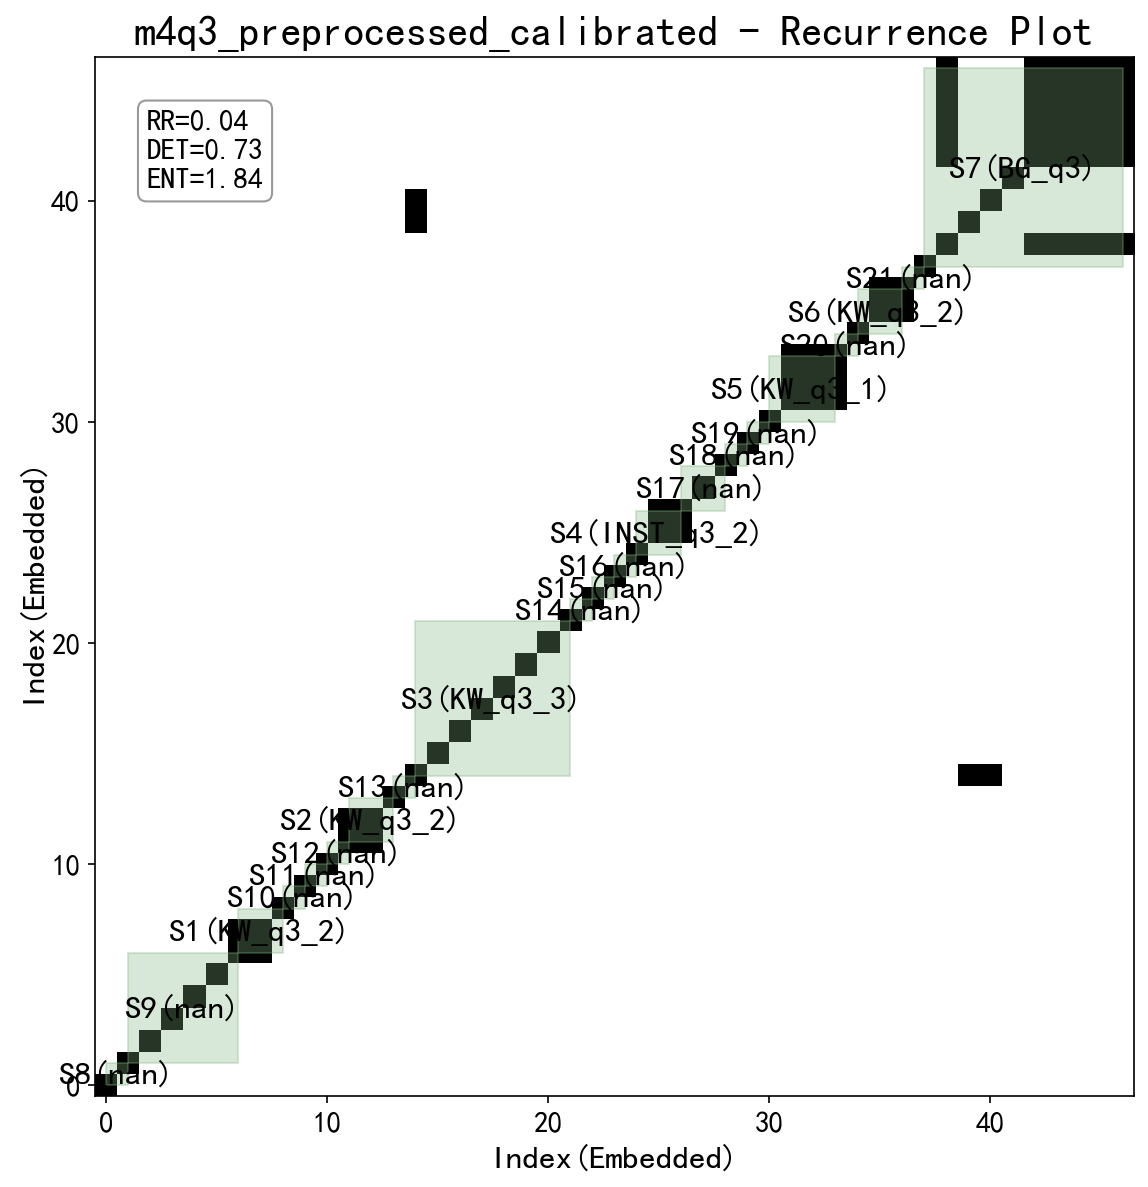 m4q3_preprocessed_calibrated - Recurrence Plot
RR=0.04
DET=0.73
ENT=1.84
S7(BG_q3)
S21(nan)
S6(KW_q3_2)
S20(nan)
S5(KW_q3_1)
S19(nan)
S18(nan)
S17(nan)
S4(INST_q3_2)
S16(nan)
S15(nan)
S14(nan)
S3(KW_q3_3)
S13(nan)
S2(KW_q3_2)
S12(nan)
S11(nan)
S10(nan)
S1(KW_q3_2)
S9(nan)
S8(nan)
40
30
20
10
0
Index(Embedded)
0 10 20 30 40
Index(Embedded)